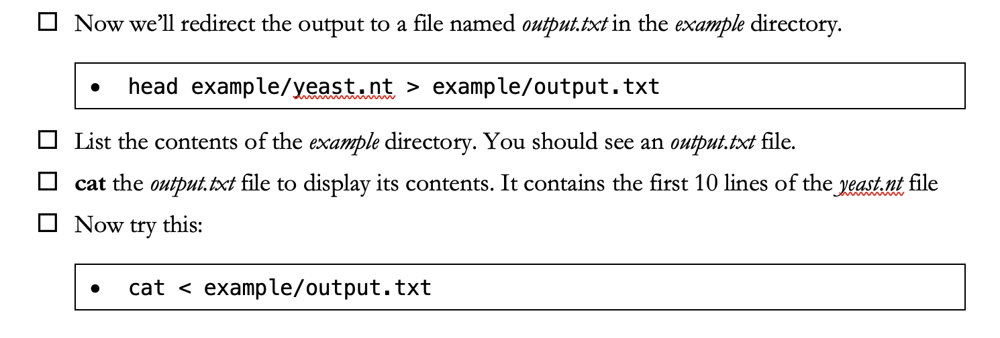 ☐ Now we’ll redirect the output to a file named output.txt in the example directory.
• head example/yeast.nt > example/output.txt
☐ List the contents of the example directory. You should see an output.txt file.
☐ cat the output.txt file to display its contents. It contains the first 10 lines of the yeast.nt file
☐ Now try this:
• cat < example/output.txt